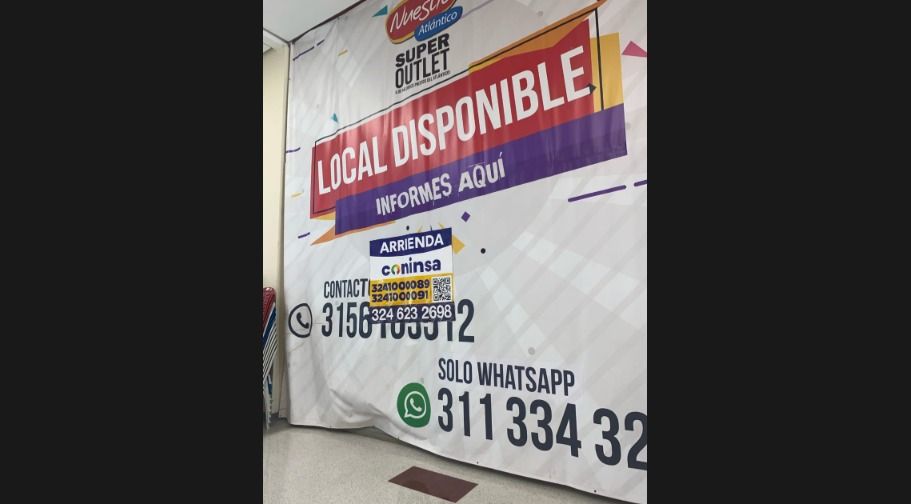 Nuestro
Atlántico
SUPER
OUTLET
LOCAL DISPONIBLE
INFORMES AQUÍ
ARRIENDA
coninsa
3241000089
3241000091
324 623 2698
SOLO WHATSAPP
311 334 32